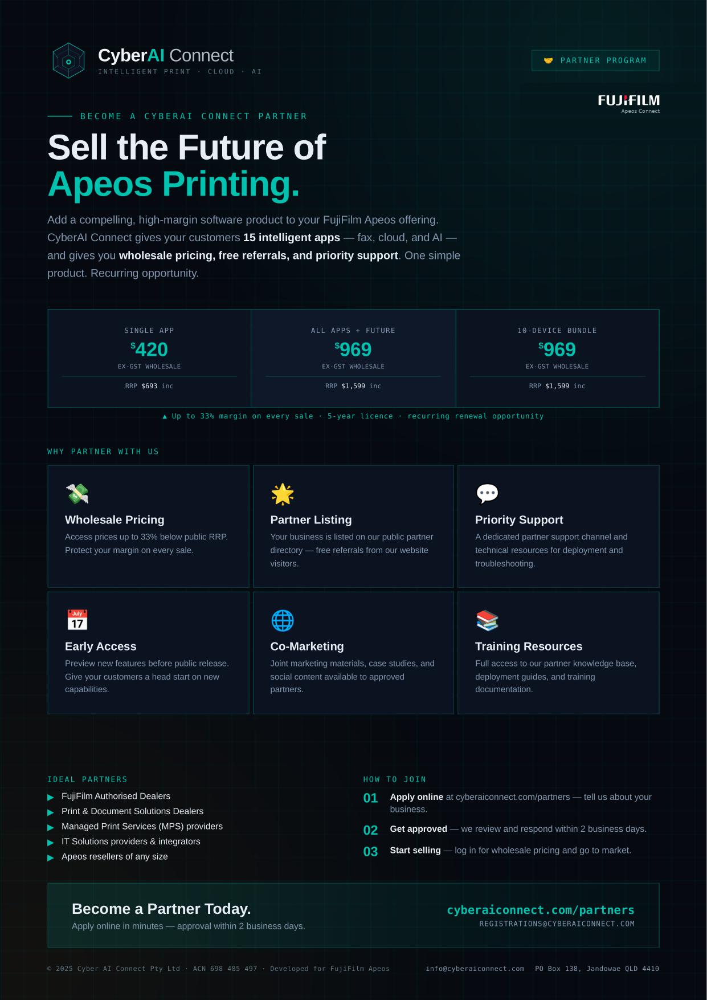 CyberAI Connect
INTELLIGENT PRINT · CLOUD · AI
🤝 PARTNER PROGRAM
FUJIFILM
Apeos Connect
BECOME A CYBERAI CONNECT PARTNER
Sell the Future of
Apeos Printing.
Add a compelling, high-margin software product to your FujiFilm Apeos offering.
CyberAI Connect gives your customers 15 intelligent apps — fax, cloud, and AI —
and gives you wholesale pricing, free referrals, and priority support. One simple
product. Recurring opportunity.
SINGLE APP
$420
EX-GST WHOLESALE
RRP $693 inc
ALL APPS + FUTURE
$969
EX-GST WHOLESALE
RRP $1,599 inc
10-DEVICE BUNDLE
$969
EX-GST WHOLESALE
RRP $1,599 inc
▲ Up to 33% margin on every sale · 5-year licence · recurring renewal opportunity
WHY PARTNER WITH US
Wholesale Pricing
Access prices up to 33% below public RRP.
Protect your margin on every sale.
Partner Listing
Your business is listed on our public partner
directory — free referrals from our website
visitors.
Priority Support
A dedicated partner support channel and
technical resources for deployment and
troubleshooting.
July
17
Early Access
Preview new features before public release.
Give your customers a head start on new
capabilities.
Co-Marketing
Joint marketing materials, case studies, and
social content available to approved
partners.
Training Resources
Full access to our partner knowledge base,
deployment guides, and training
documentation.
IDEAL PARTNERS
▶ FujiFilm Authorised Dealers
▶ Print & Document Solutions Dealers
▶ Managed Print Services (MPS) providers
▶ IT Solutions providers & integrators
▶ Apeos resellers of any size
HOW TO JOIN
01 Apply online at cyberaiconnect.com/partners — tell us about your
business.
02 Get approved — we review and respond within 2 business days.
03 Start selling — log in for wholesale pricing and go to market.
Become a Partner Today.
Apply online in minutes — approval within 2 business days.
cyberaiconnect.com/partners
REGISTRATIONS@CYBERAICONNECT.COM
© 2025 Cyber AI Connect Pty Ltd · ACN 698 485 497 · Developed for FujiFilm Apeos
info@cyberaiconnect.com PO Box 138, Jandowae QLD 4410